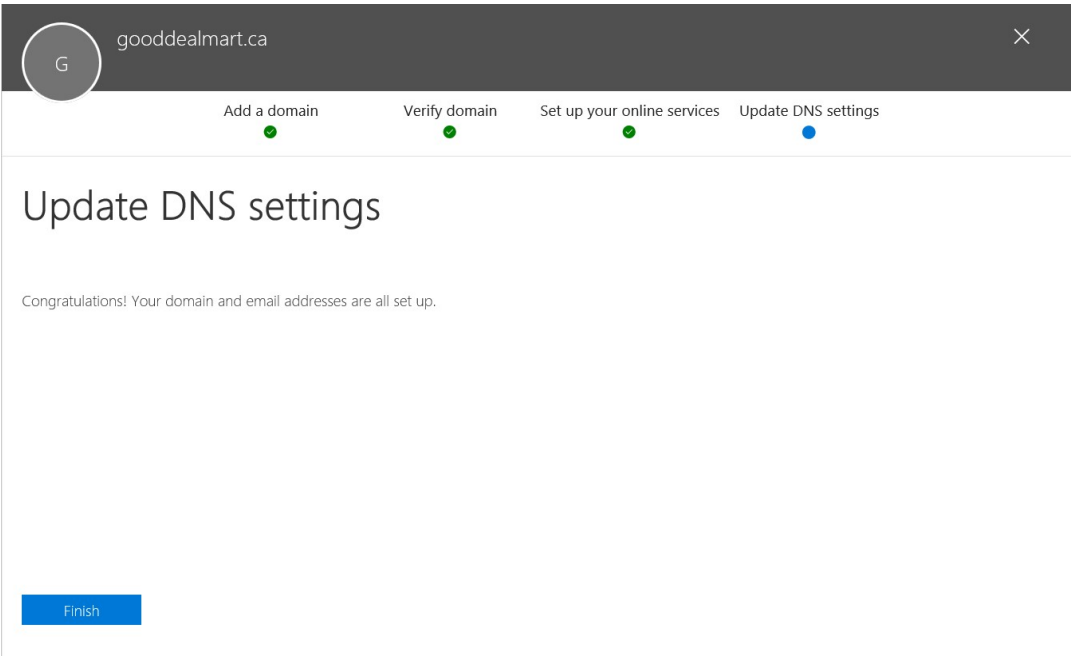 gooddealmart.ca
G
Add a domain
Verify domain
Set up your online services
Update DNS settings
Update DNS settings
Congratulations! Your domain and email addresses are all set up.
Finish